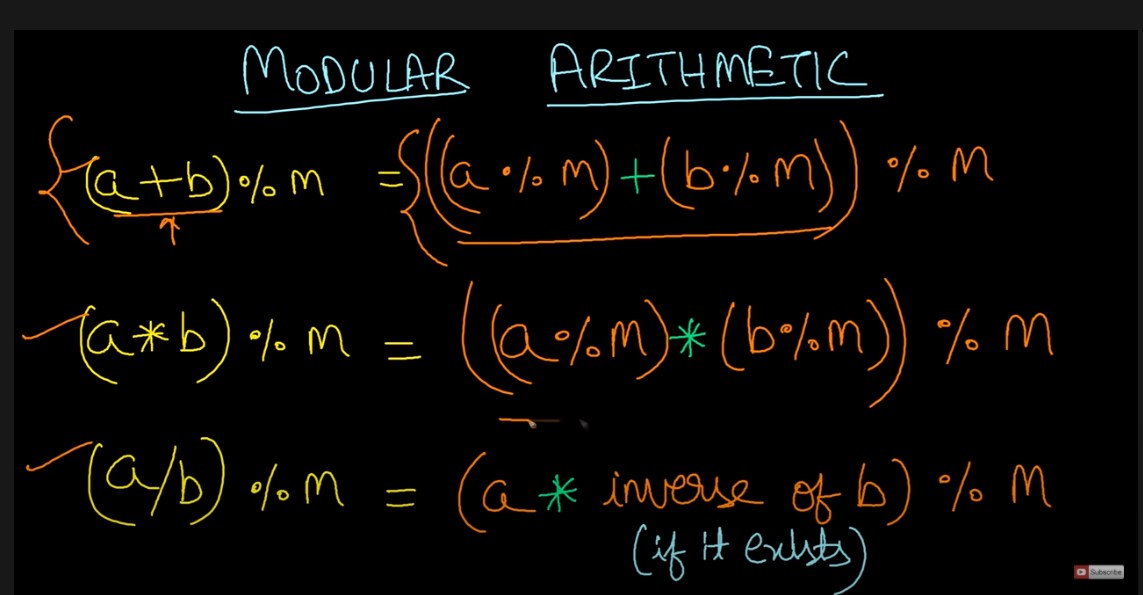 MODULAR ARITHMETIC
(a+b)%m = ((a%m)+(b%m))%m
(a*b)%m = ((a%m)*(b%m))%m
(a/b)%m = (a * inverse of b)%m
(if it exists)
Subscribe